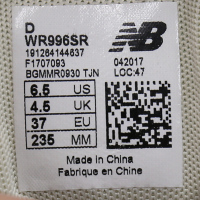 D
WR996SR
191264144637
F1707093
BGMMR0930 TJN
NB
042017
LOC:47
6.5 US
4.5 UK
37 EU
235 MM
Made in China
Fabrique en Chine